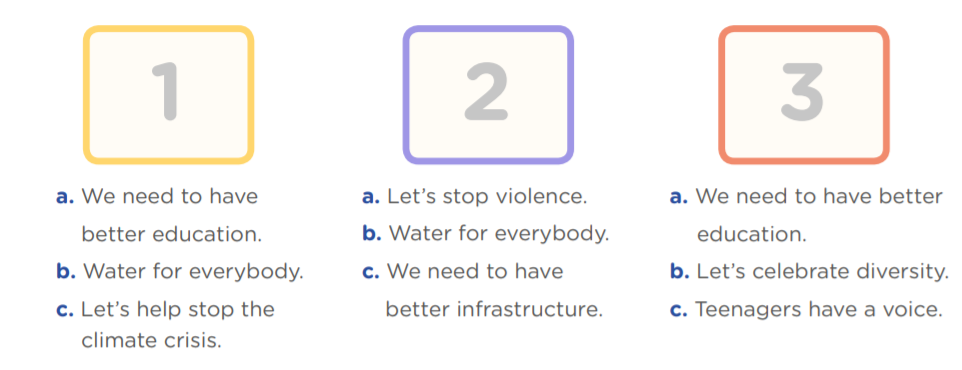 1
a. We need to have
better education.
b. Water for everybody.
c. Let's help stop the
climate crisis.
2
a. Let's stop violence.
b. Water for everybody.
c. We need to have
better infrastructure.
3
a. We need to have better
education.
b. Let's celebrate diversity.
c. Teenagers have a voice.